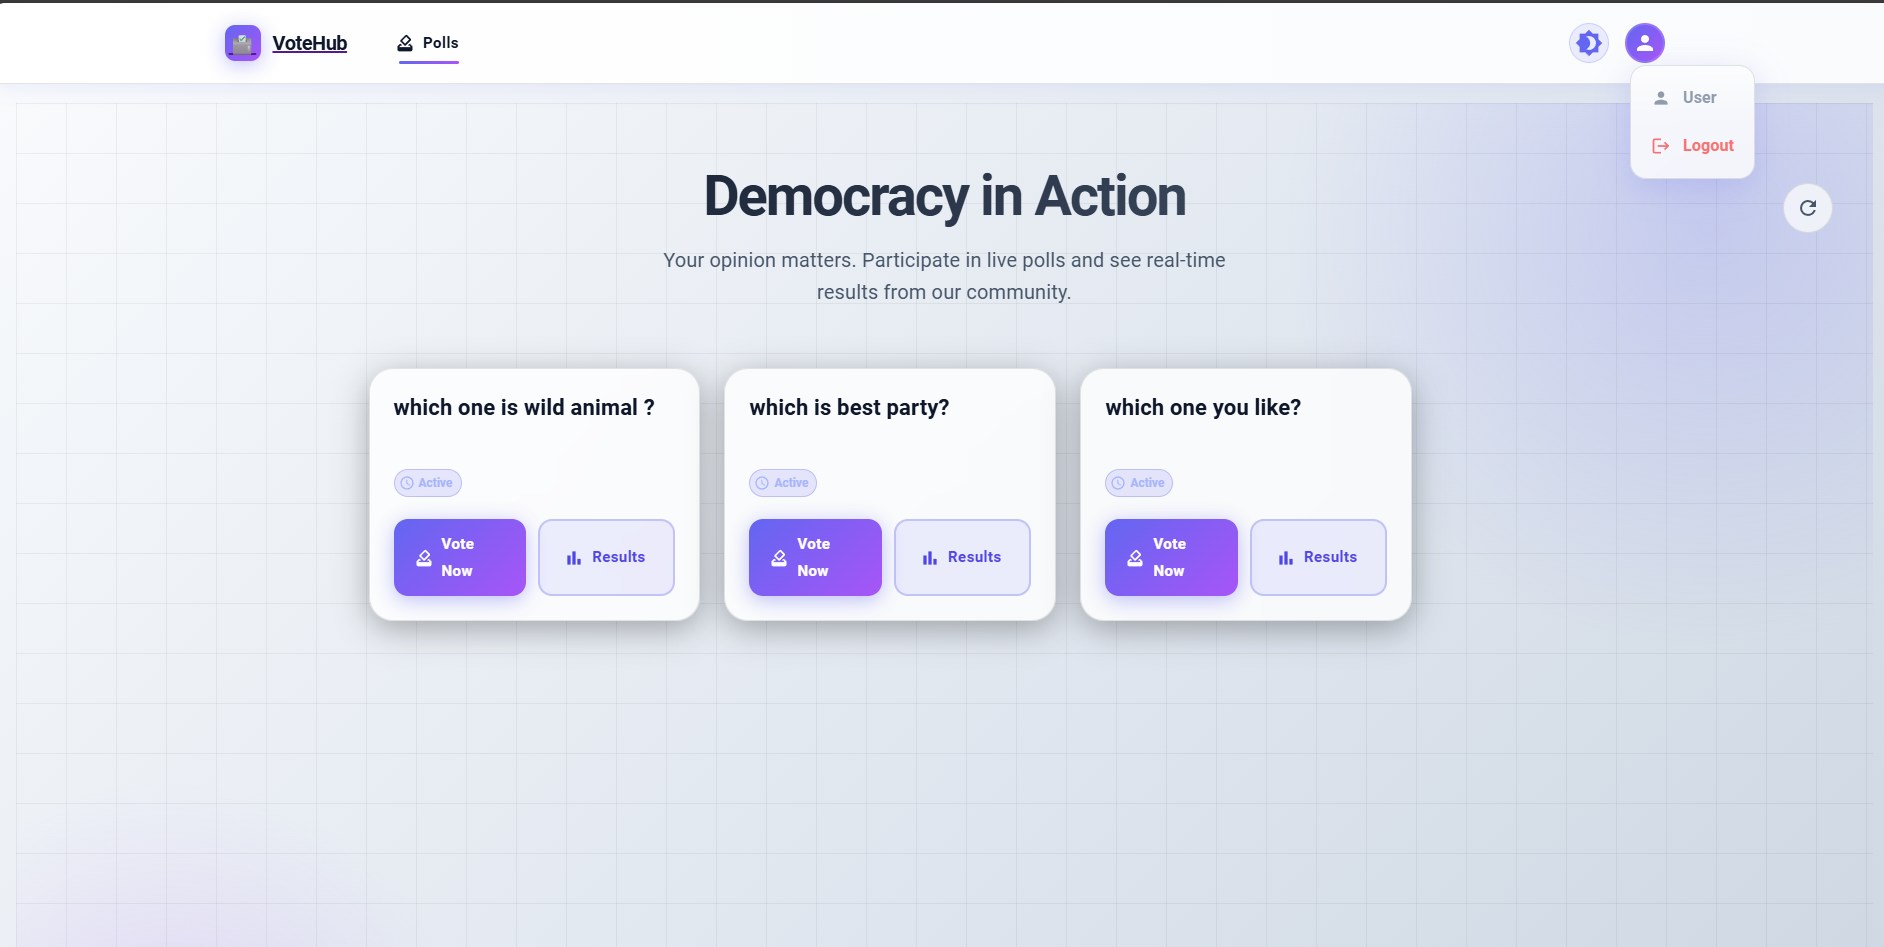 VoteHub
Polls
User
Logout
Democracy in Action
Your opinion matters. Participate in live polls and see real-time
results from our community.
which one is wild animal ?
Active
Vote
Now
Results
which is best party?
Active
Vote
Now
Results
which one you like?
Active
Vote
Now
Results